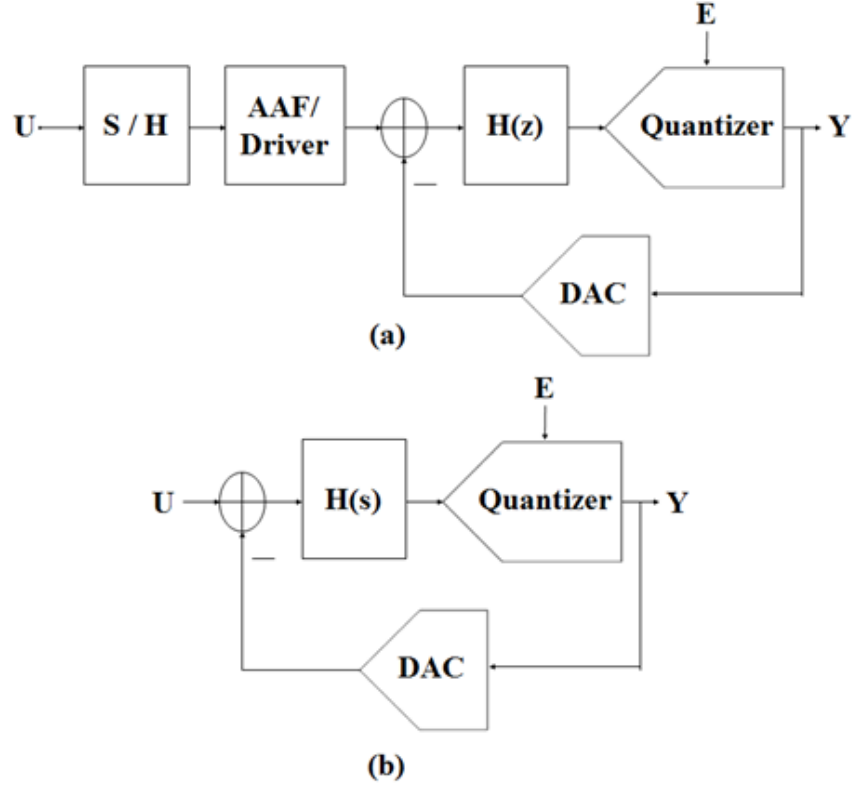 E
U
S / H
AAF/
Driver
H(z)
Quantizer
Y
—
DAC
(a)
E
U
H(s)
Quantizer
Y
—
DAC
(b)